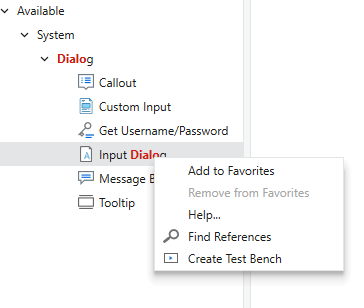 Available
System
Dialog
Callout
Custom Input
Get Username/Password
Input Dialog
Message B
Tooltip
Add to Favorites
Remove from Favorites
Help...
Find References
Create Test Bench